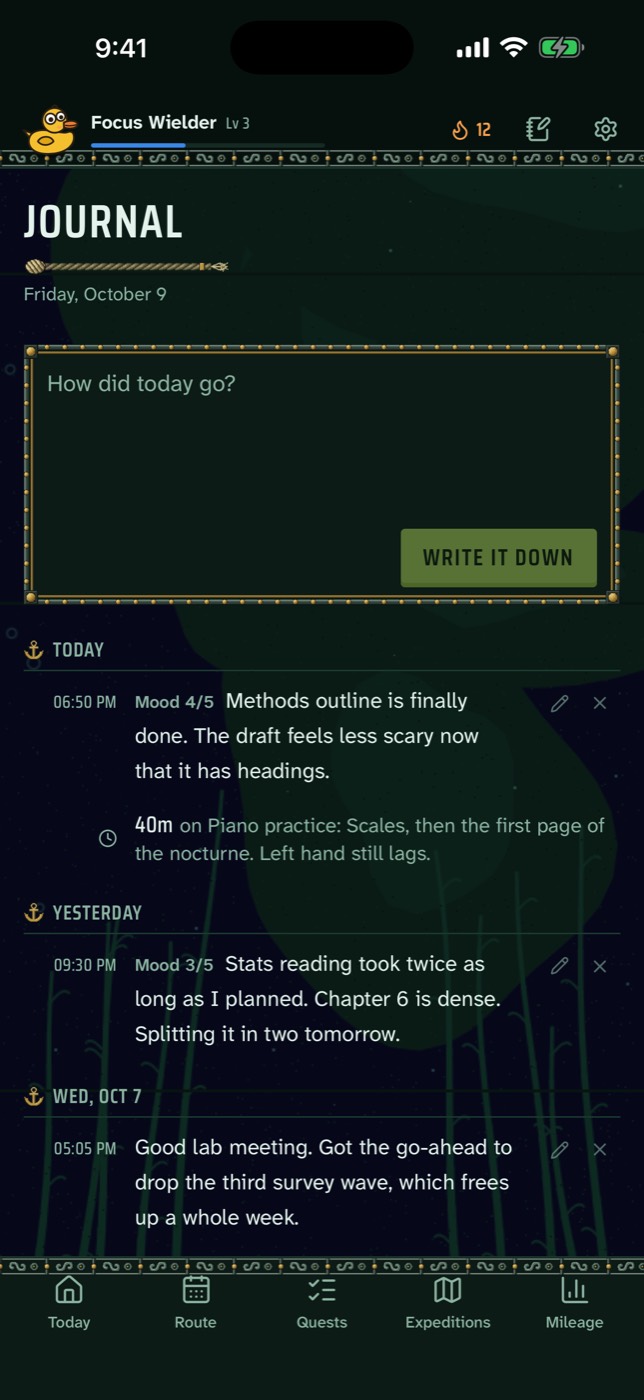 9:41
Focus Wielder Lv 3
12
JOURNAL
Friday, October 9
How did today go?
WRITE IT DOWN
TODAY
06:50 PM Mood 4/5 Methods outline is finally
done. The draft feels less scary now
that it has headings.
40m on Piano practice: Scales, then the first page of
the nocturne. Left hand still lags.
YESTERDAY
09:30 PM Mood 3/5 Stats reading took twice as
long as I planned. Chapter 6 is dense.
Splitting it in two tomorrow.
WED, OCT 7
05:05 PM Good lab meeting. Got the go-ahead to
drop the third survey wave, which frees
up a whole week.
Today Route Quests Expeditions Mileage